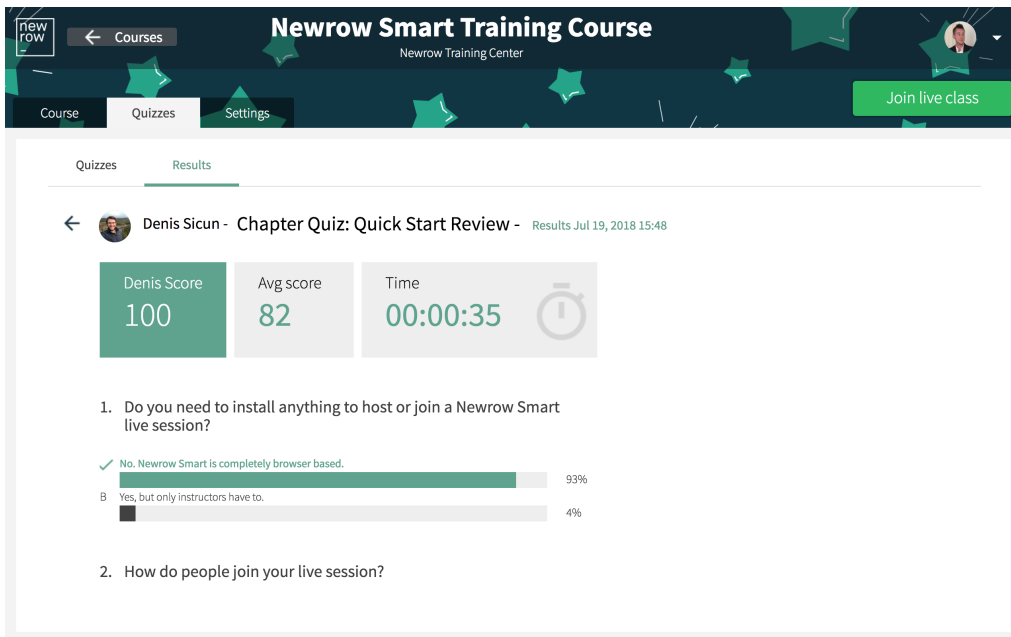 new
row
Courses
Newrow Smart Training Course
Newrow Training Center
Join live class
Course
Quizzes
Settings
Quizzes
Results
Denis Sicun - Chapter Quiz: Quick Start Review - Results Jul 19, 2018 15:48
Denis Score
100
Avg score
82
Time
00:00:35
1. Do you need to install anything to host or join a Newrow Smart
live session?
No. Newrow Smart is completely browser based.
93%
B Yes, but only instructors have to.
4%
2. How do people join your live session?